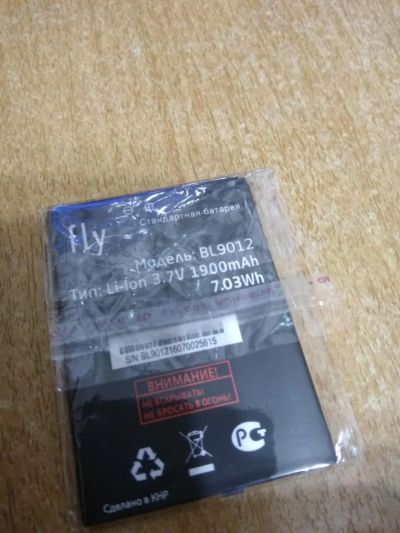 fly
Стандартная батарея
Модель: BL9012
Тип: Li-Ion 3.7V 1900mAh
7.03Wh
S/N: BL901216070025615
ВНИМАНИЕ!
НЕ ВСКРЫВАТЬ!
НЕ БРОСАТЬ В ОГОНЬ!
РСТ
Сделано в КНР